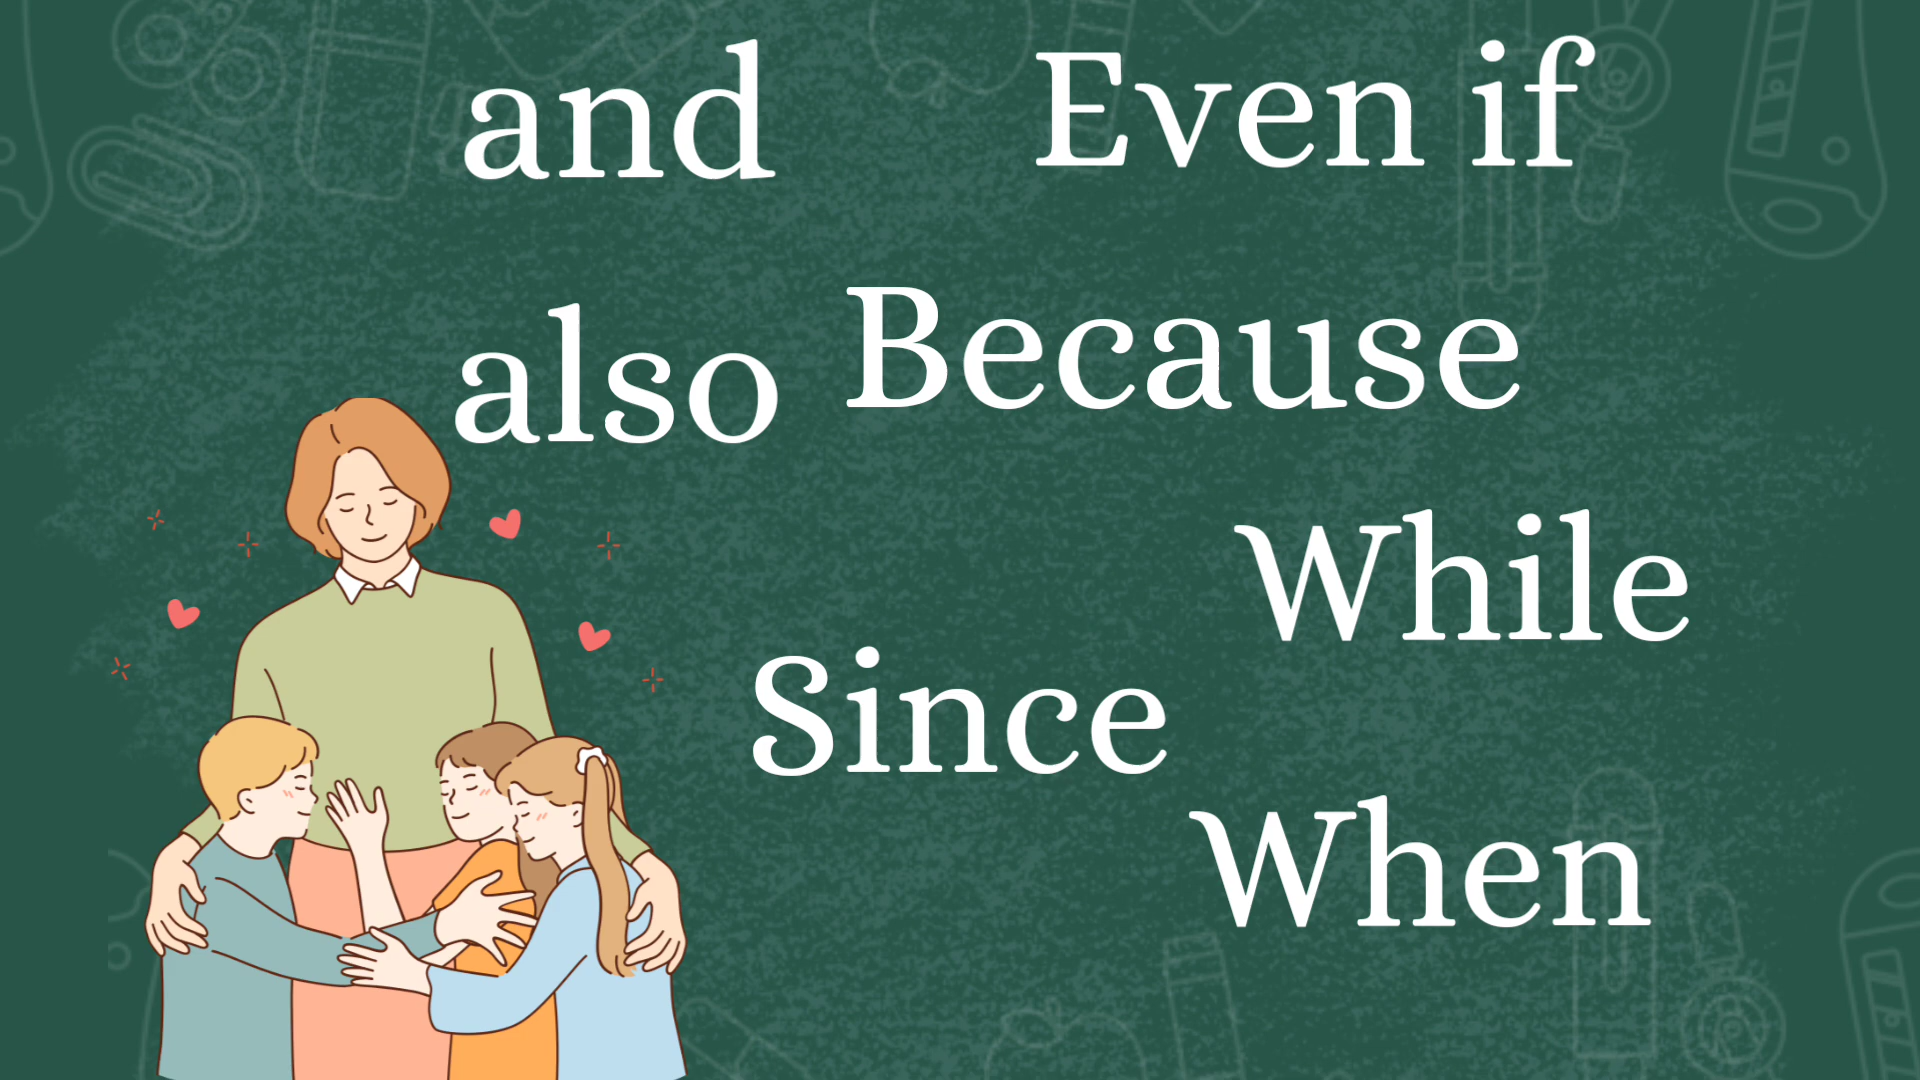 and
Even if
also
Because
While
Since
When